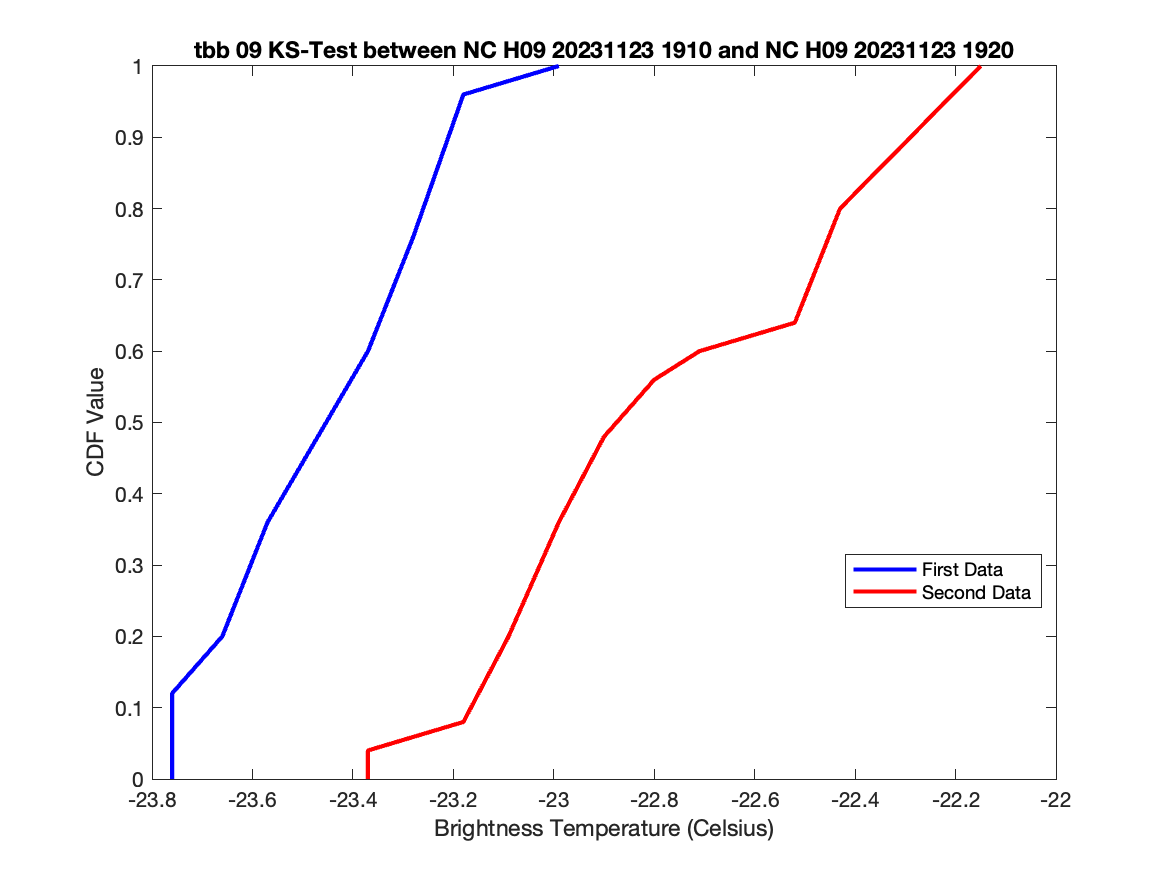 tbb 09 KS-Test between NC H09 20231123 1910 and NC H09 20231123 1920
1
0.9
0.8
0.7
0.6
0.5
0.4
0.3
0.2
0.1
0
CDF Value
First Data
Second Data
-23.8 -23.6 -23.4 -23.2 -23 -22.8 -22.6 -22.4 -22.2 -22
Brightness Temperature (Celsius)